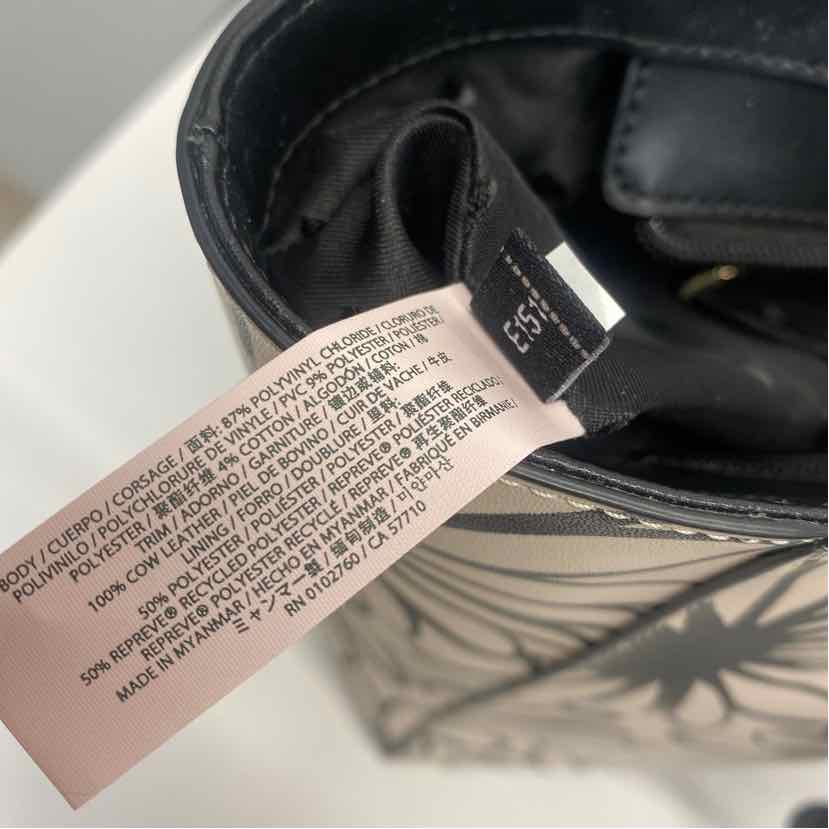 E151
BODY / CUERPO / CORSAGE / 面料: 87% POLYVINYL CHLORIDE / CLORURO DE
POLIVINILO / POLYCHLORURE DE VINYLE / PVC 9% POLYESTER / POLIÉSTER /
POLYESTER / 聚酯纤维 4% COTTON / ALGODÓN / COTON / 棉
TRIM / ADORNO / GARNITURE / 滚边或辅料:
100% COW LEATHER / PIEL DE BOVINO / CUIR DE VACHE / 牛皮
LINING / FORRO / DOUBLURE / 里料:
50% POLYESTER / POLIÉSTER / POLYESTER / 聚酯纤维
50% REPREVE® RECYCLED POLYESTER / REPREVE® POLIÉSTER RECICLADO /
REPREVE® POLYESTER RECYCLÉ / REPREVE® 再生聚酯纤维
MADE IN MYANMAR / HECHO EN MYANMAR / FABRIQUÉ EN BIRMANIE /
ミャンマー製 / 缅甸制造 / 미얀마산
RN 0102760 / CA 57710